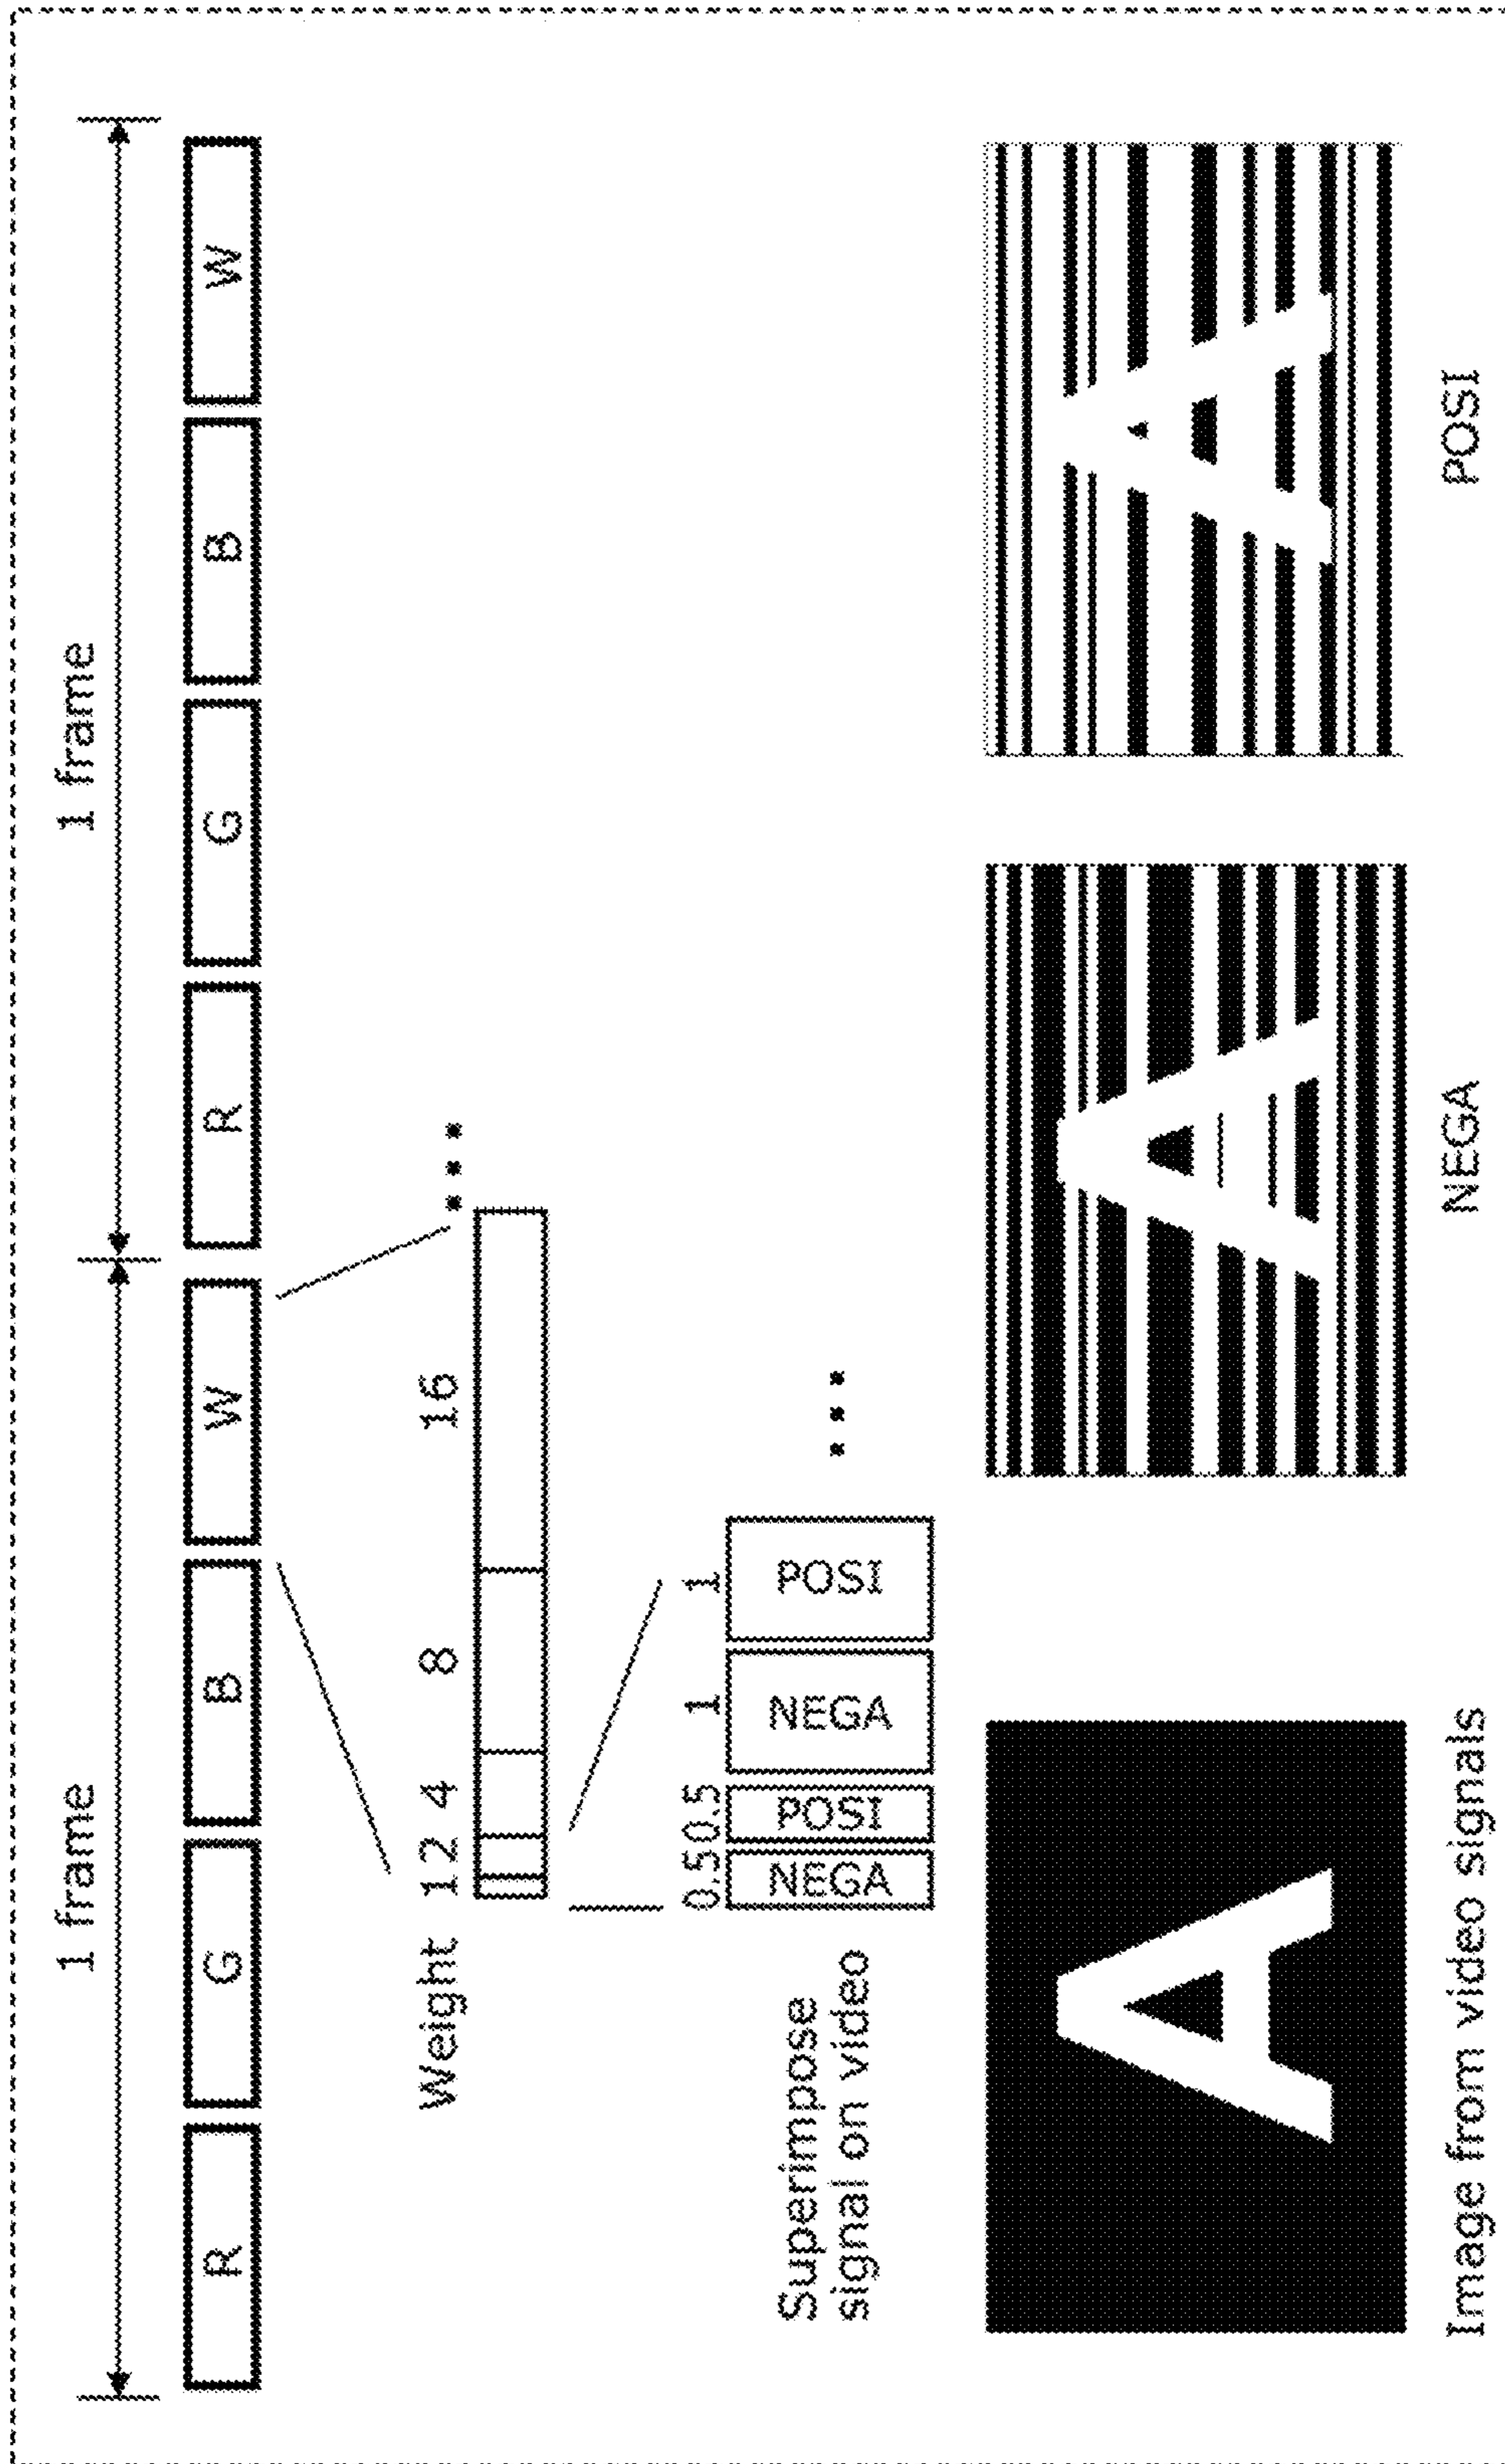 1 frame
1 frame
R G B W R G B W
Weight 1 2 4 8 16
0.5 0.5 1 1
Superimpose
signal on video
NEGA POSI NEGA POSI
A
A
A
Image from video signals
NEGA
POSI